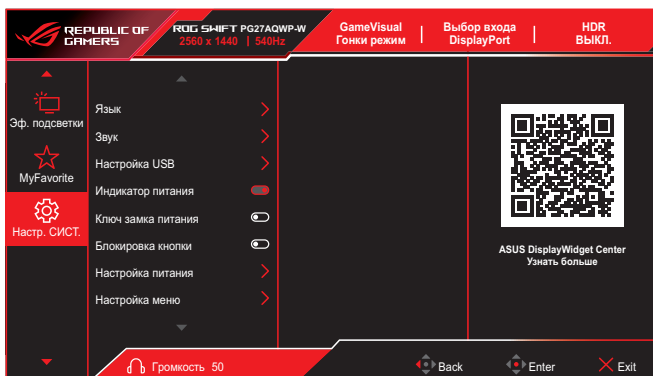 REPUBLIC OF
GAMERS
ROG SWIFT PG27AQWP-W
2560 x 1440 | 540Hz
GameVisual
Гонки режим
Выбор входа
DisplayPort
HDR
ВЫКЛ.
Эф. подсветки
MyFavorite
Настр. СИСТ.
Язык
Звук
Настройка USB
Индикатор питания
Ключ замка питания
Блокировка кнопки
Настройка питания
Настройка меню
ASUS DisplayWidget Center
Узнать больше
Громкость 50
Back
Enter
Exit